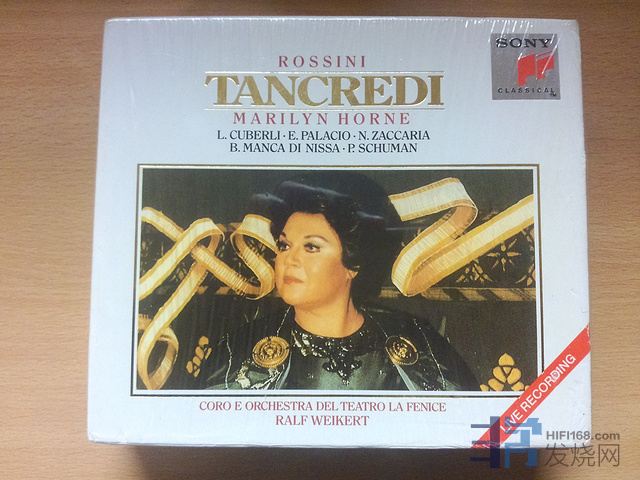 ROSSINI
TANCREDI
MARILYN HORNE
L. CUBERLI · E. PALACIO · N. ZACCARIA
B. MANCA DI NISSA · P. SCHUMAN
SONY
CLASSICAL
CORO E ORCHESTRA DEL TEATRO LA FENICE
RALF WEIKERT
LIVE RECORDING
HIFI168.com
发烧网